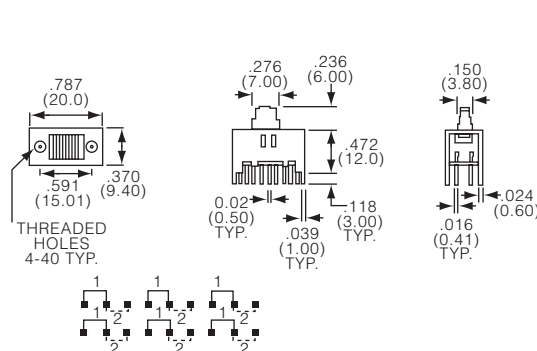 .787
(20.0)
.591
(15.01)
.370
(9.40)
THREADED
HOLES
4-40 TYP.
.276
(7.00)
.236
(6.00)
.472
(12.0)
0.02
(0.50)
TYP.
.039
(1.00)
TYP.
.118
(3.00)
TYP.
.150
(3.80)
.016
(0.41)
TYP.
.024
(0.60)
1 1 1
2 2 2
1 1 1
2 2 2